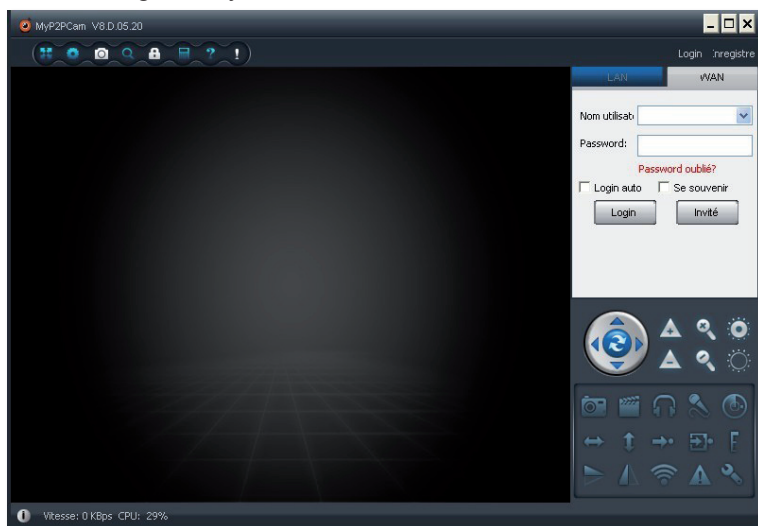 MyP2PCam V8.D.05.20
Login :nregistre
LAN WAN
Nom utilisat
Password:
Password oublié?
Login auto Se souvenir
Login Invité
Vitesse: 0 KBps CPU: 29%